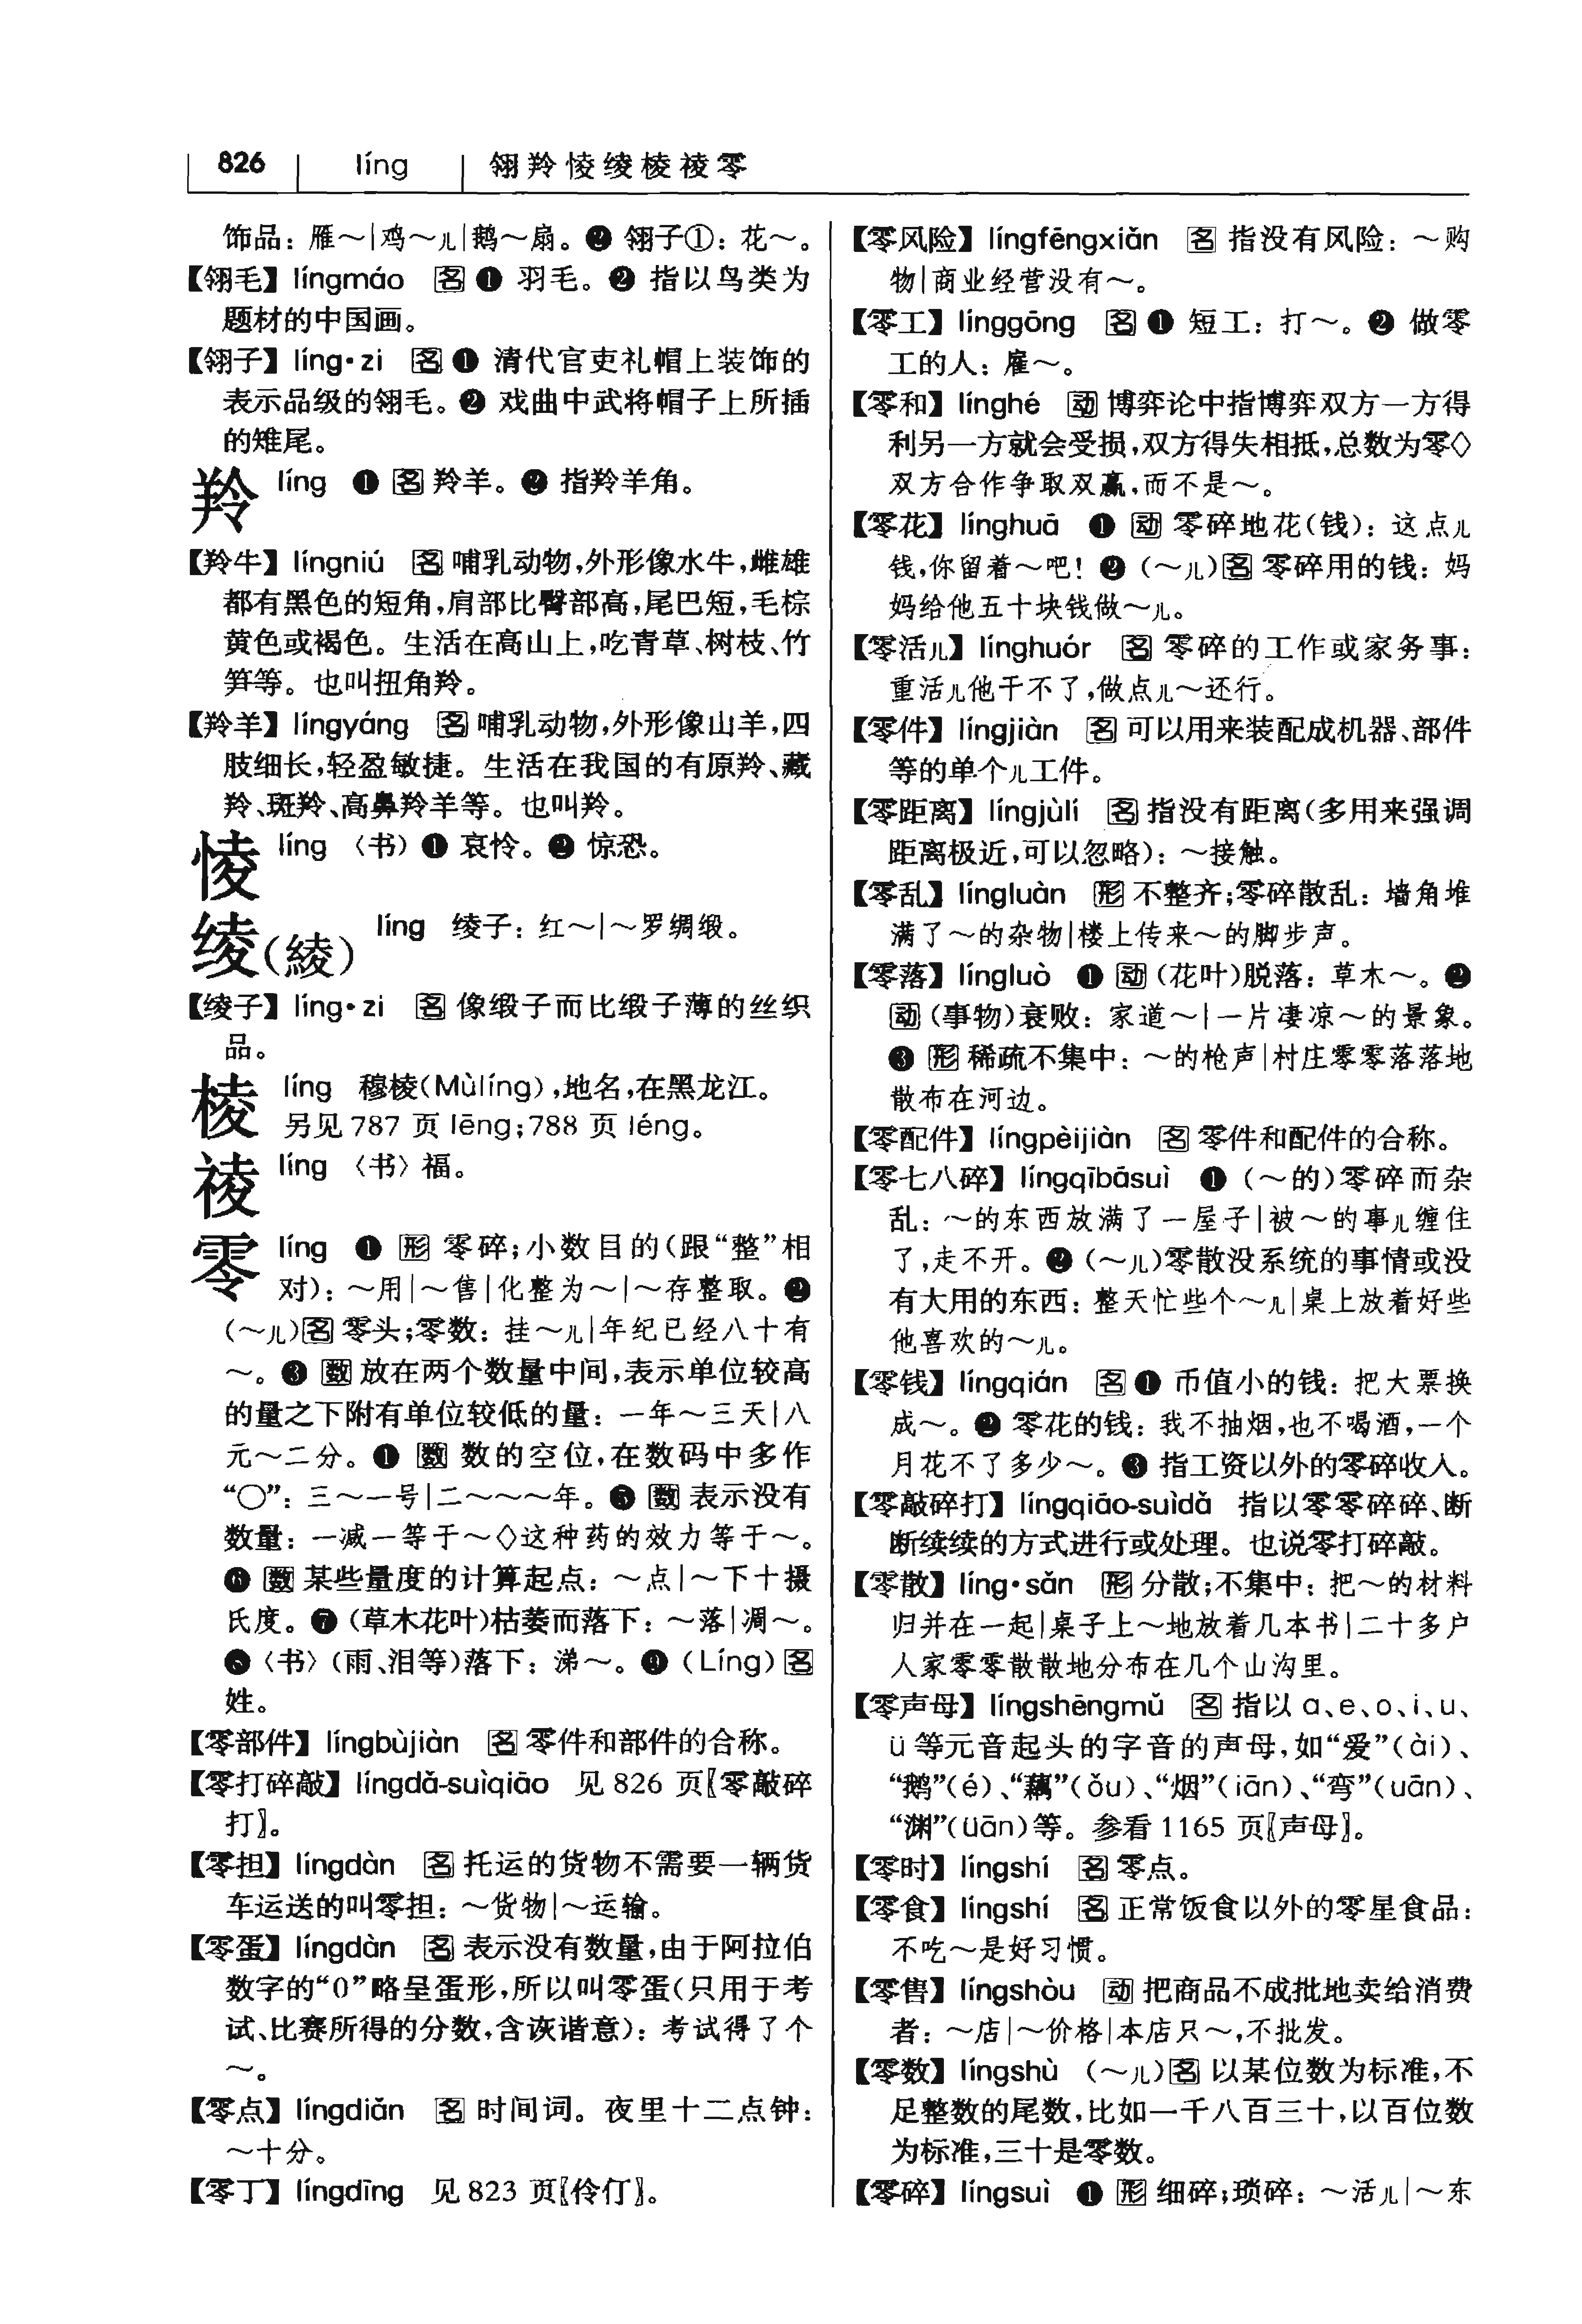 826 líng 翎羚㥄绫棱祾零
饰品：雁～|鸡～儿|鹅～扇。❷ 翎子①：花～。
【翎毛】língmáo 名 ❶ 羽毛。❷ 指以鸟类为
题材的中国画。
【翎子】líng·zi 名 ❶ 清代官吏礼帽上装饰的
表示品级的翎毛。❷ 戏曲中武将帽子上所插
的雉尾。
羚 líng ❶ 名 羚羊。❷ 指羚羊角。
【羚牛】língniú 名 哺乳动物，外形像水牛，雌雄
都有黑色的短角，肩部比臀部高，尾巴短，毛棕
黄色或褐色。生活在高山上，吃青草、树枝、竹
笋等。也叫扭角羚。
【羚羊】língyáng 名 哺乳动物，外形像山羊，四
肢细长，轻盈敏捷。生活在我国的有原羚、藏
羚、斑羚、高鼻羚羊等。也叫羚。
㥄 líng 〈书〉❶ 哀怜。❷ 惊恐。
绫(綾) líng 绫子：红～|～罗绸缎。
【绫子】líng·zi 名 像缎子而比缎子薄的丝织
品。
棱 líng 穆棱(Mùlíng)，地名，在黑龙江。
另见 787 页 lēng；788 页 léng。
祾 líng 〈书〉福。
零 líng ❶ 形 零碎；小数目的(跟“整”相
对)：～用|～售|化整为～|～存整取。❷
(～儿)名 零头；零数：挂～儿|年纪已经八十有
～。❸ 数 放在两个数量中间，表示单位较高
的量之下附有单位较低的量：一年～三天|八
元～二分。❹ 数 数的空位，在数码中多作
“〇”：三～一号|二～～～年。❺ 数 表示没有
数量：一减一等于～◇这种药的效力等于～。
❻ 数 某些量度的计算起点：～点|～下十摄
氏度。❼ (草木花叶)枯萎而落下：～落|凋～。
❽〈书〉(雨、泪等)落下：涕～。❾ (Líng) 名
姓。
【零部件】língbùjiàn 名 零件和部件的合称。
【零打碎敲】língdǎ-suìqiāo 见 826 页〖零敲碎
打〗。
【零担】língdàn 名 托运的货物不需要一辆货
车运送的叫零担：～货物|～运输。
【零蛋】língdàn 名 表示没有数量，由于阿拉伯
数字的“0”略呈蛋形，所以叫零蛋(只用于考
试、比赛所得的分数，含诙谐意)：考试得了个
～。
【零点】língdiǎn 名 时间词。夜里十二点钟：
～十分。
【零丁】língdīng 见 823 页〖伶仃〗。
【零风险】língfēngxiǎn 名 指没有风险：～购
物|商业经营没有～。
【零工】línggōng 名 ❶ 短工：打～。❷ 做零
工的人：雇～。
【零和】línghé 动 博弈论中指博弈双方一方得
利另一方就会受损，双方得失相抵，总数为零◇
双方合作争取双赢，而不是～。
【零花】línghuā ❶ 动 零碎地花(钱)：这点儿
钱，你留着～吧！❷ (～儿)名 零碎用的钱：妈
妈给他五十块钱做～儿。
【零活儿】línghuór 名 零碎的工作或家务事：
重活儿他干不了，做点儿～还行。
【零件】língjiàn 名 可以用来装配成机器、部件
等的单个儿工件。
【零距离】língjùlí 名 指没有距离(多用来强调
距离极近，可以忽略)：～接触。
【零乱】língluàn 形 不整齐；零碎散乱：墙角堆
满了～的杂物|楼上传来～的脚步声。
【零落】língluò ❶ 动 (花叶)脱落：草木～。❷
动 (事物)衰败：家道～|一片凄凉～的景象。
❸ 形 稀疏不集中：～的枪声|村庄零零落落地
散布在河边。
【零配件】língpèijiàn 名 零件和配件的合称。
【零七八碎】língqībāsuì ❶ (～的)零碎而杂
乱：～的东西放满了一屋子|被～的事儿缠住
了，走不开。❷ (～儿)零散没系统的事情或没
有大用的东西：整天忙些个～儿|桌上放着好些
他喜欢的～儿。
【零钱】língqián 名 ❶ 币值小的钱：把大票换
成～。❷ 零花的钱：我不抽烟，也不喝酒，一个
月花不了多少～。❸ 指工资以外的零碎收入。
【零敲碎打】língqiāo-suìdǎ 指以零零碎碎、断
断续续的方式进行或处理。也说零打碎敲。
【零散】líng·sǎn 形 分散；不集中：把～的材料
归并在一起|桌子上～地放着几本书|二十多户
人家零零散散地分布在几个山沟里。
【零声母】língshēngmǔ 名 指以 ɑ、e、o、i、u、
ü 等元音起头的字音的声母，如“爱”(ài)、
“鹅”(é)、“藕”(ǒu)、“烟”(iān)、“弯”(uān)、
“渊”(üān)等。参看 1165 页〖声母〗。
【零时】língshí 名 零点。
【零食】língshí 名 正常饭食以外的零星食品：
不吃～是好习惯。
【零售】língshòu 动 把商品不成批地卖给消费
者：～店|～价格|本店只～，不批发。
【零数】língshù (～儿)名 以某位数为标准，不
足整数的尾数，比如一千八百三十，以百位数
为标准，三十是零数。
【零碎】língsuì ❶ 形 细碎；琐碎：～活儿|～东